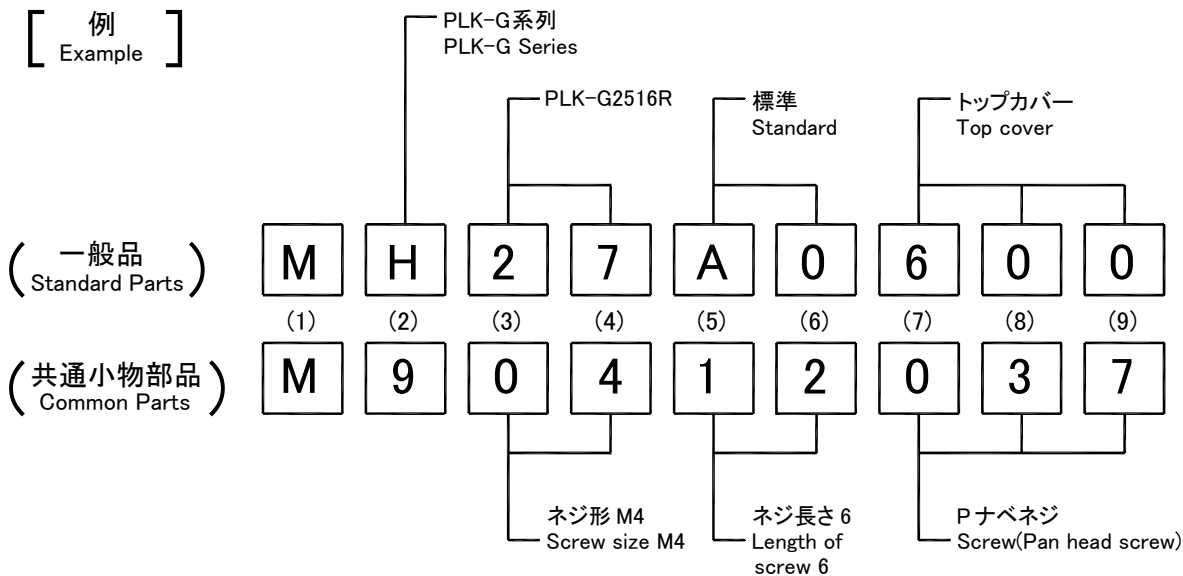 例
Example
PLK-G系列
PLK-G Series
PLK-G2516R
標準
Standard
トップカバー
Top cover
一般品
Standard Parts
M H 2 7 A 0 6 0 0
(1) (2) (3) (4) (5) (6) (7) (8) (9)
共通小物部品
Common Parts
M 9 0 4 1 2 0 3 7
ネジ形 M4
Screw size M4
ネジ長さ 6
Length of
screw 6
Pナベネジ
Screw(Pan head screw)